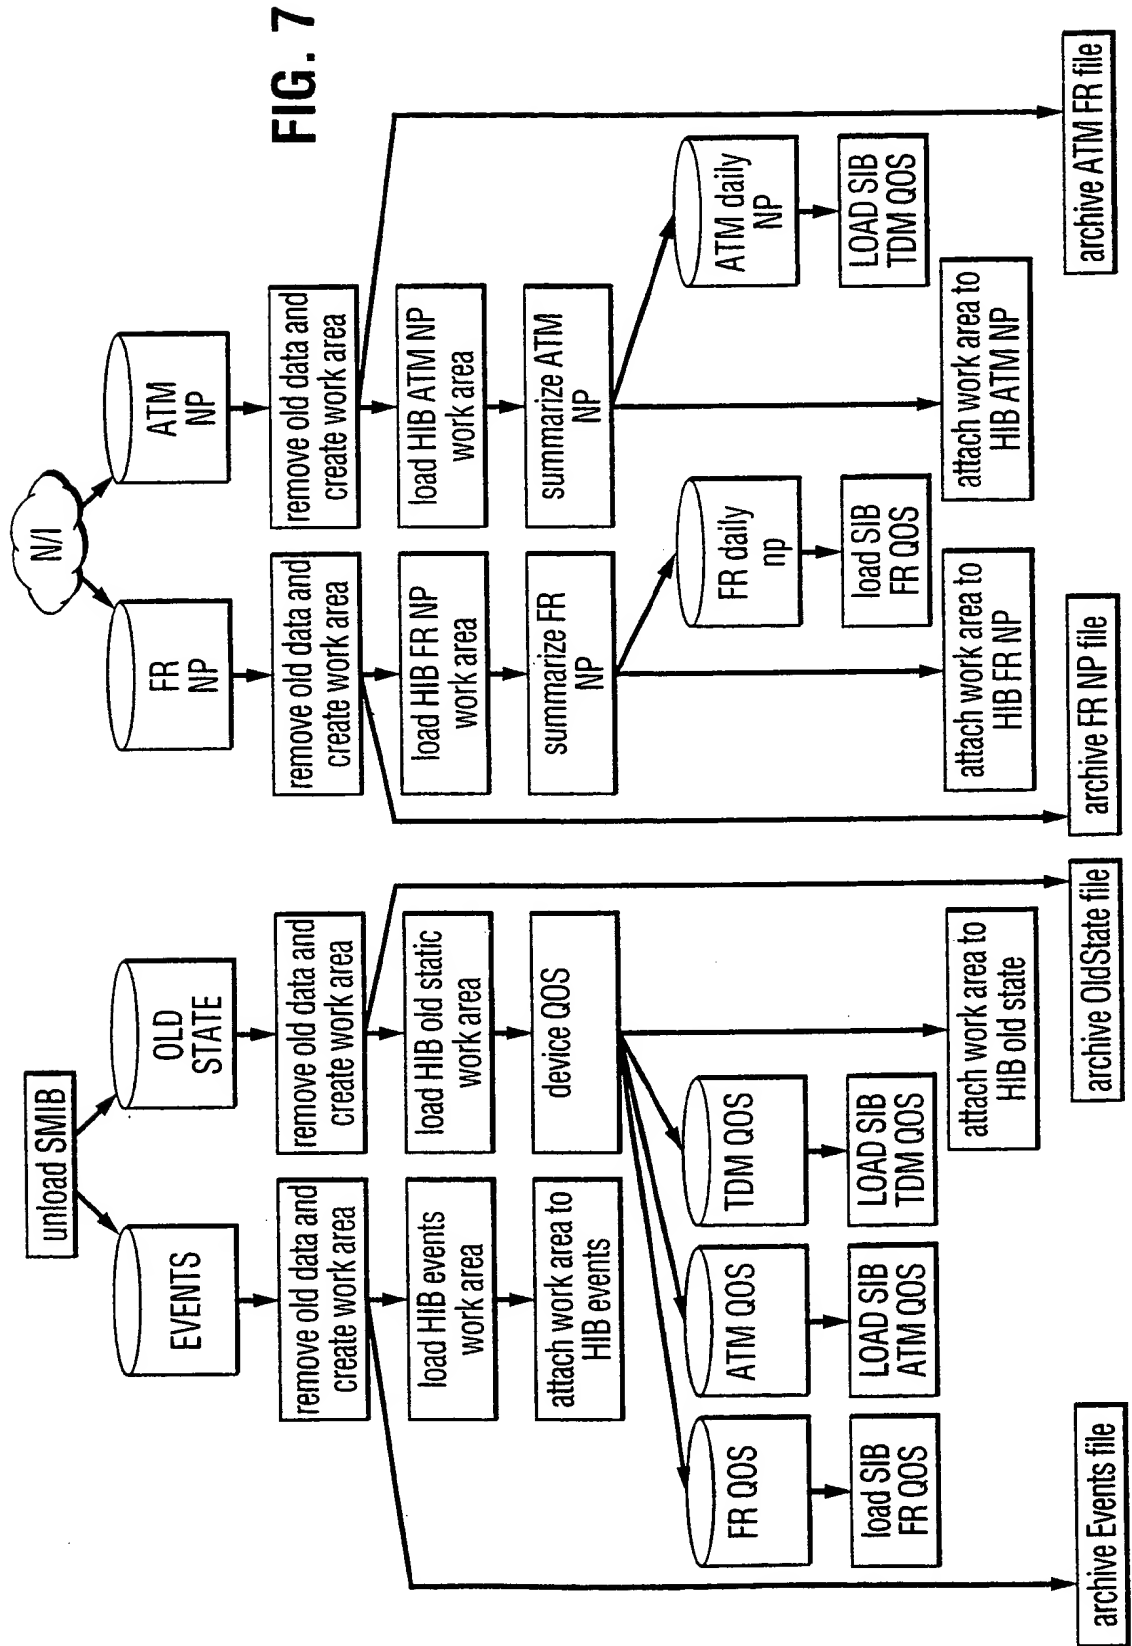 FIG. 7
unload SMIB
EVENTS
OLD
STATE
remove old data and
create work area
remove old data and
create work area
load HIB events
work area
load HIB old static
work area
attach work area to
HIB events
device QOS
FR QOS
ATM QOS
TDM QOS
load SIB
FR QOS
LOAD SIB
ATM QOS
LOAD SIB
TDM QOS
attach work area to
HIB old state
archive Events file
archive OldState file
N/I
FR
NP
ATM
NP
remove old data and
create work area
remove old data and
create work area
load HIB FR NP
work area
load HIB ATM NP
work area
summarize FR
NP
summarize ATM
NP
FR daily
np
ATM daily
NP
load SIB
FR QOS
LOAD SIB
TDM QOS
attach work area to
HIB FR NP
attach work area to
HIB ATM NP
archive FR NP file
archive ATM FR file